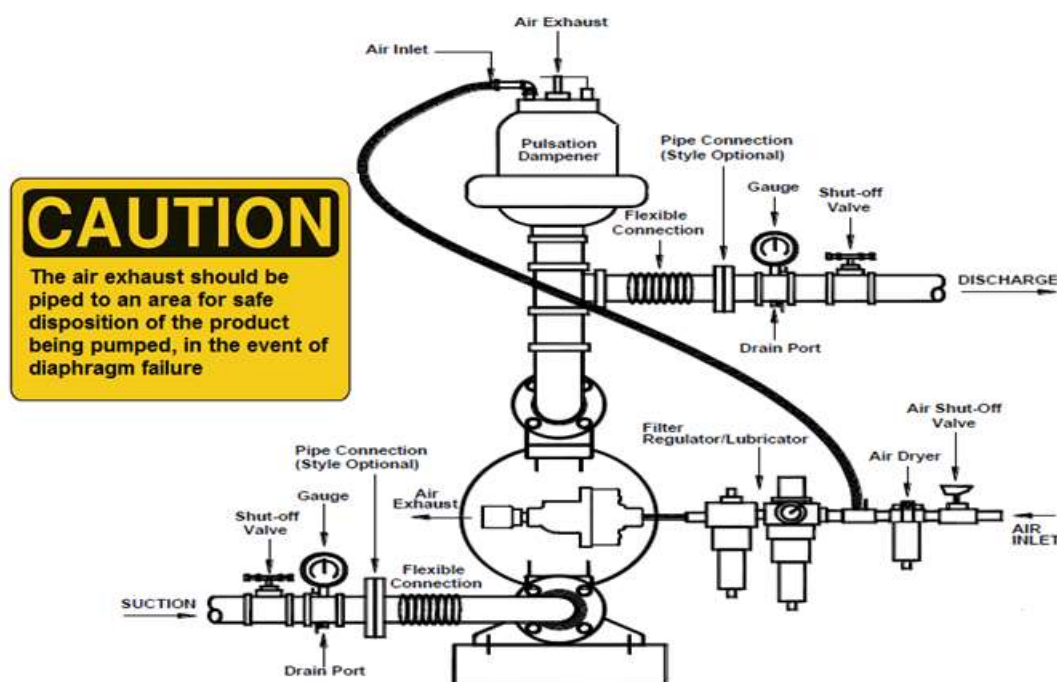 Air Exhaust
Air Inlet
Pulsation
Dampener
Pipe Connection
(Style Optional)
Gauge
Shut-off
Valve
Flexible
Connection
DISCHARGE
Drain Port
CAUTION
The air exhaust should be
piped to an area for safe
disposition of the product
being pumped, in the event of
diaphragm failure
Air Shut-Off
Valve
Filter
Regulator/Lubricator
Air Dryer
AIR
INLET
Pipe Connection
(Style Optional)
Air
Exhaust
Gauge
Shut-off
Valve
Flexible
Connection
SUCTION
Drain Port